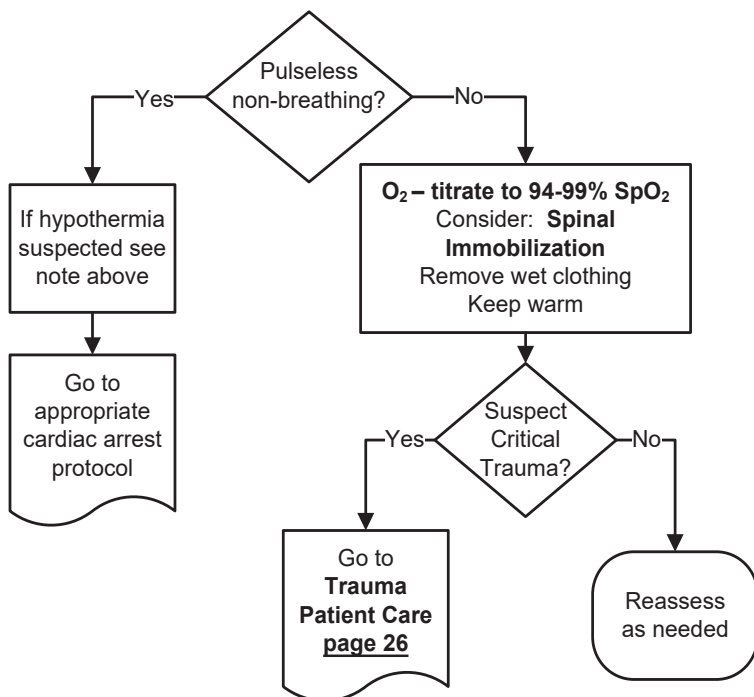 Pulseless
non-breathing?
Yes
No
If hypothermia
suspected see
note above
O₂ – titrate to 94-99% SpO₂
Consider: Spinal
Immobilization
Remove wet clothing
Keep warm
Go to
appropriate
cardiac arrest
protocol
Suspect
Critical
Trauma?
Yes
No
Go to
Trauma
Patient Care
page 26
Reassess
as needed